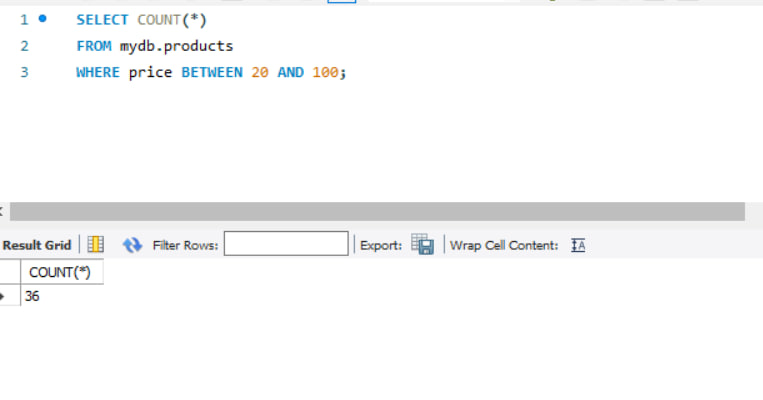 1 SELECT COUNT(*)
2 FROM mydb.products
3 WHERE price BETWEEN 20 AND 100;
Result Grid Filter Rows: Export: Wrap Cell Content: IA
COUNT(*)
36